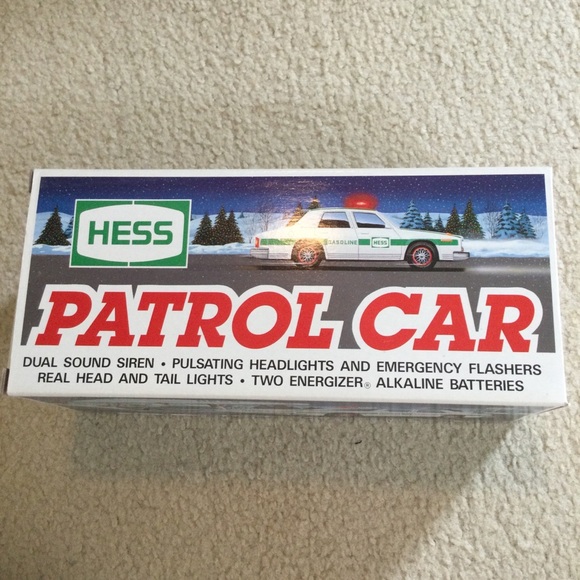 HESS
GASOLINE HESS
PATROL CAR
DUAL SOUND SIREN • PULSATING HEADLIGHTS AND EMERGENCY FLASHERS
REAL HEAD AND TAIL LIGHTS • TWO ENERGIZER® ALKALINE BATTERIES